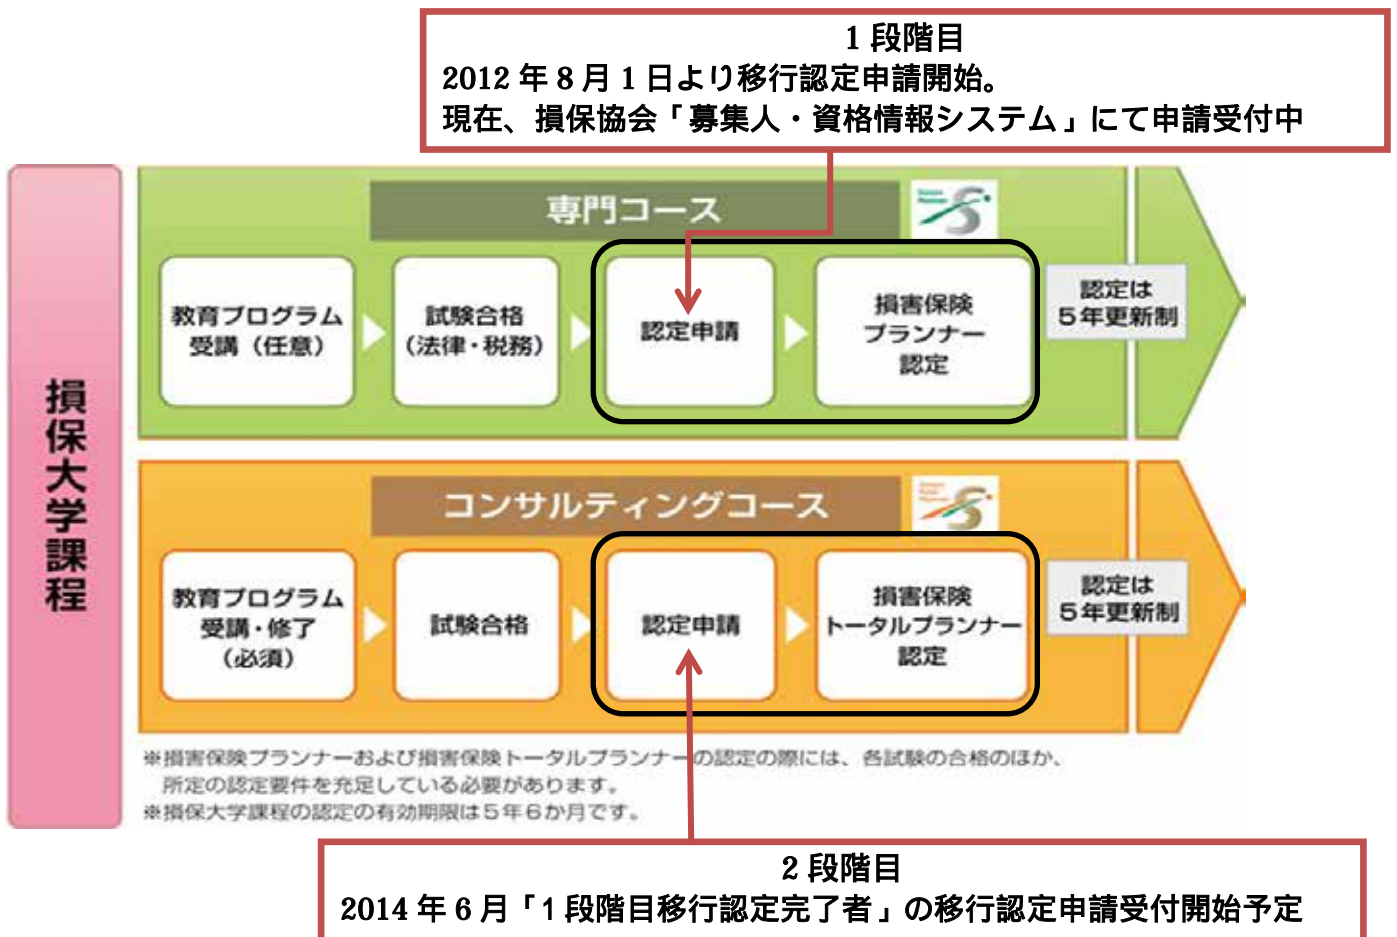 1段階目
2012年8月1日より移行認定申請開始。
現在、損保協会「募集人・資格情報システム」にて申請受付中
損保大学課程
専門コース
教育プログラム
受講（任意）
試験合格
（法律・税務）
認定申請
損害保険
プランナー
認定
認定は
5年更新制
コンサルティングコース
教育プログラム
受講・修了
（必須）
試験合格
認定申請
損害保険
トータルプランナー
認定
認定は
5年更新制
※損害保険プランナーおよび損害保険トータルプランナーの認定の際には、各試験の合格のほか、
所定の認定要件を充足している必要があります。
※損保大学課程の認定の有効期限は5年6か月です。
2段階目
2014年6月「1段階目移行認定完了者」の移行認定申請受付開始予定